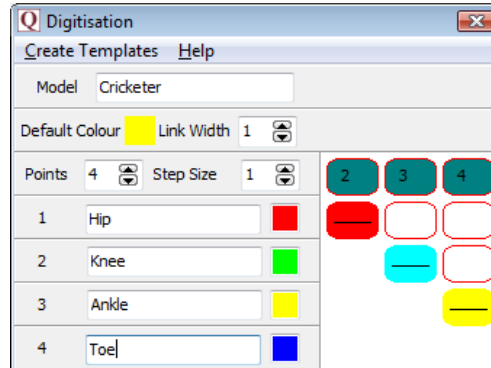 Q Digitisation
Create Templates Help
Model Cricketer
Default Colour Link Width 1
Points 4 Step Size 1 2 3 4
1 Hip
2 Knee
3 Ankle
4 Toe